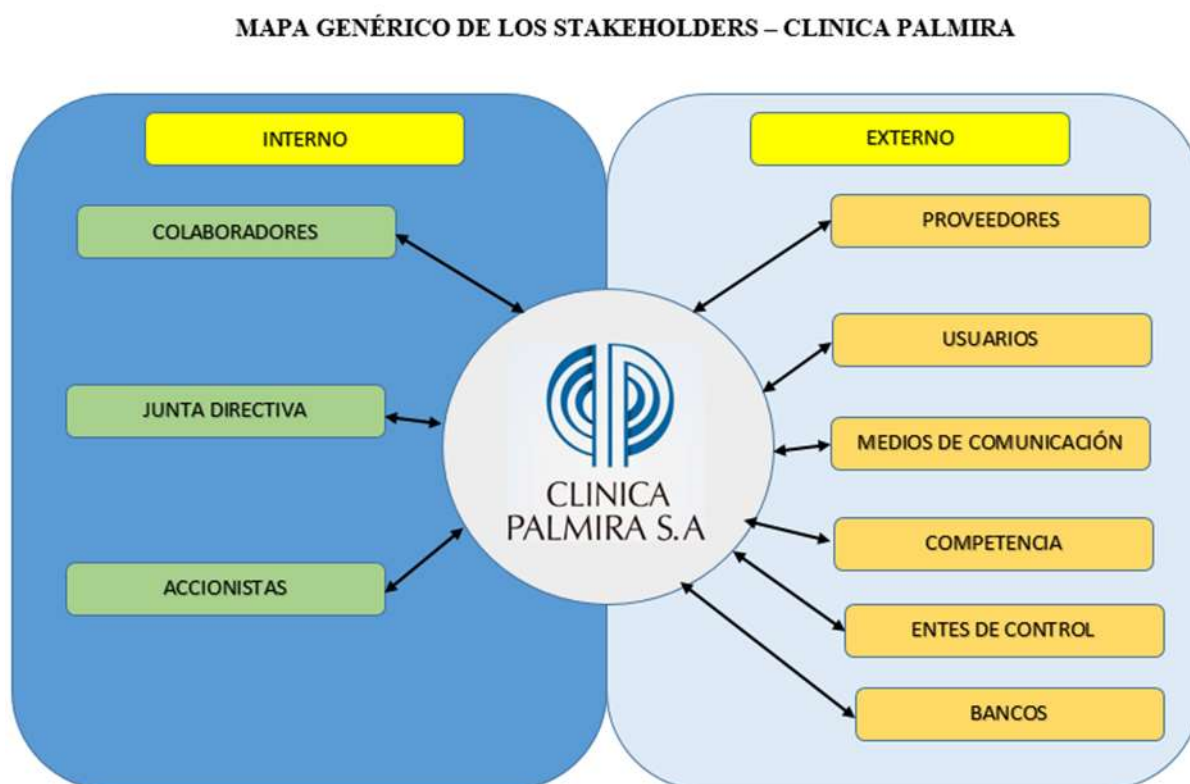 MAPA GENÉRICO DE LOS STAKEHOLDERS – CLINICA PALMIRA
INTERNO
COLABORADORES
JUNTA DIRECTIVA
ACCIONISTAS
CLINICA
PALMIRA S.A
EXTERNO
PROVEEDORES
USUARIOS
MEDIOS DE COMUNICACIÓN
COMPETENCIA
ENTES DE CONTROL
BANCOS